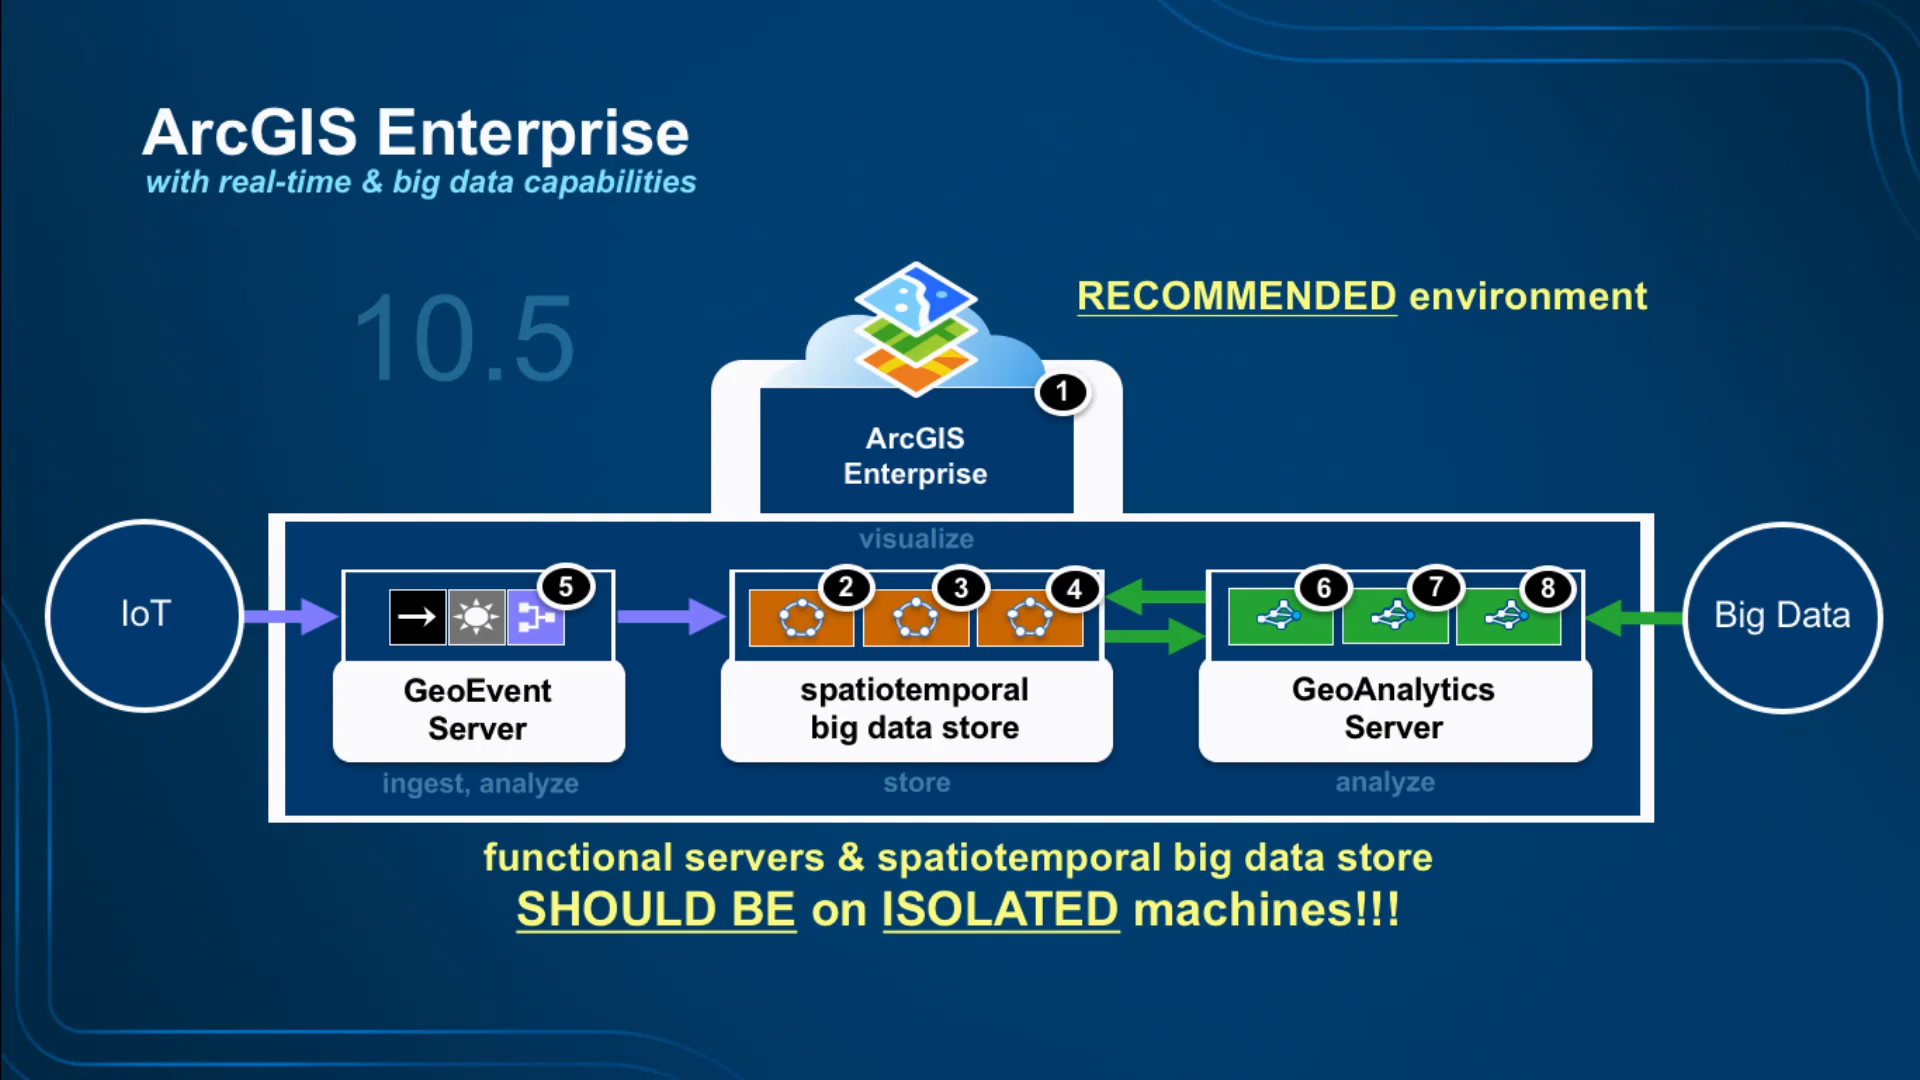 ArcGIS Enterprise
with real-time & big data capabilities
10.5
RECOMMENDED environment
1
ArcGIS
Enterprise
visualize
IoT
5
2
3
4
6
7
8
Big Data
GeoEvent
Server
spatiotemporal
big data store
GeoAnalytics
Server
ingest, analyze
store
analyze
functional servers & spatiotemporal big data store
SHOULD BE on ISOLATED machines!!!